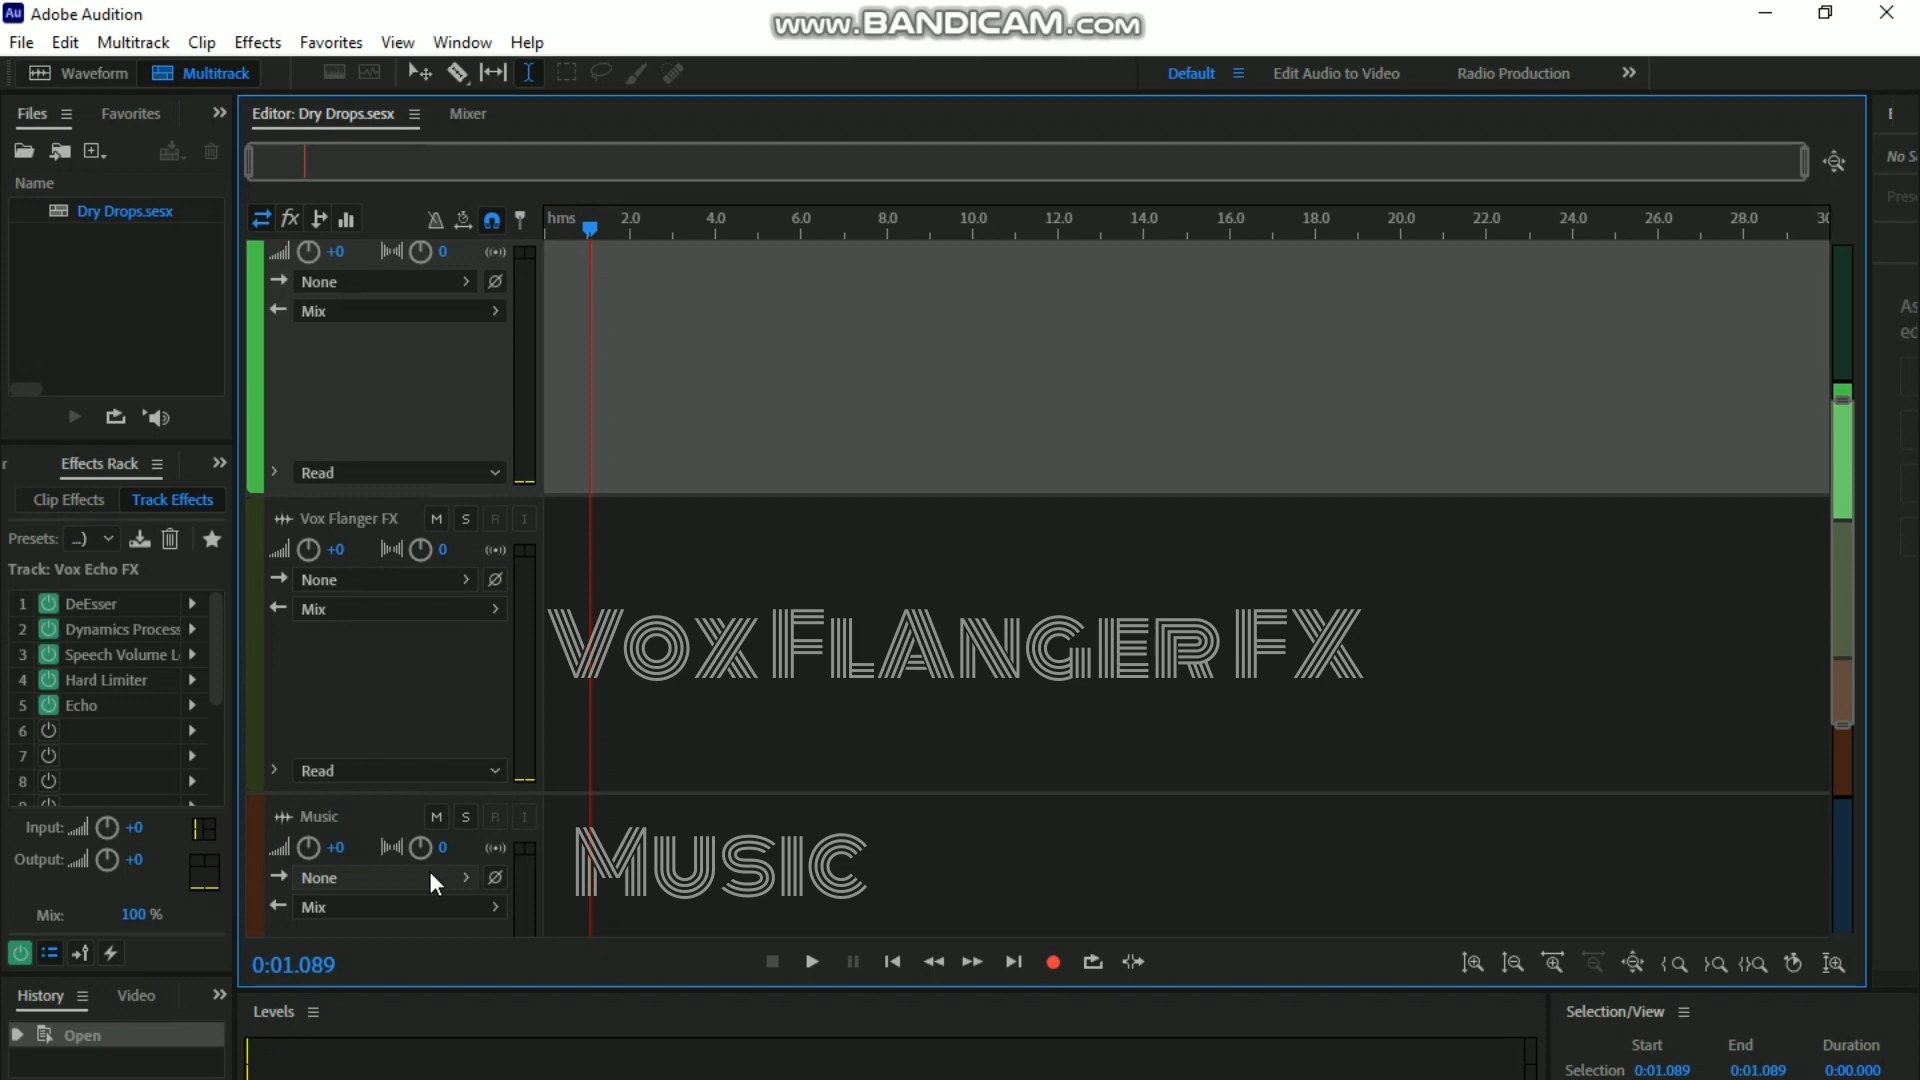 Au Adobe Audition
www.BANDICAM.com
File Edit Multitrack Clip Effects Favorites View Window Help
Waveform Multitrack
Default Edit Audio to Video Radio Production
Files Favorites
Editor: Dry Drops.sesx Mixer
Name
Dry Drops.sesx
No S
Prese
hms 2.0 4.0 6.0 8.0 10.0 12.0 14.0 16.0 18.0 20.0 22.0 24.0 26.0 28.0 30
fx
+0 0
None
Mix
As
ec
Read
r Effects Rack
Clip Effects Track Effects
Presets: ...)
Track: Vox Echo FX
1 DeEsser
2 Dynamics Process
3 Speech Volume L
4 Hard Limiter
5 Echo
6
7
8
Input: +0
Output: +0
Mix: 100 %
Vox Flanger FX M S R I
+0 0
None
Mix
Vox Flanger FX
Read
Music M S R I
+0 0
None
Mix
Music
0:01.089
History Video
Open
Levels
Selection/View
Start End Duration
Selection 0:01.089 0:01.089 0:00.000